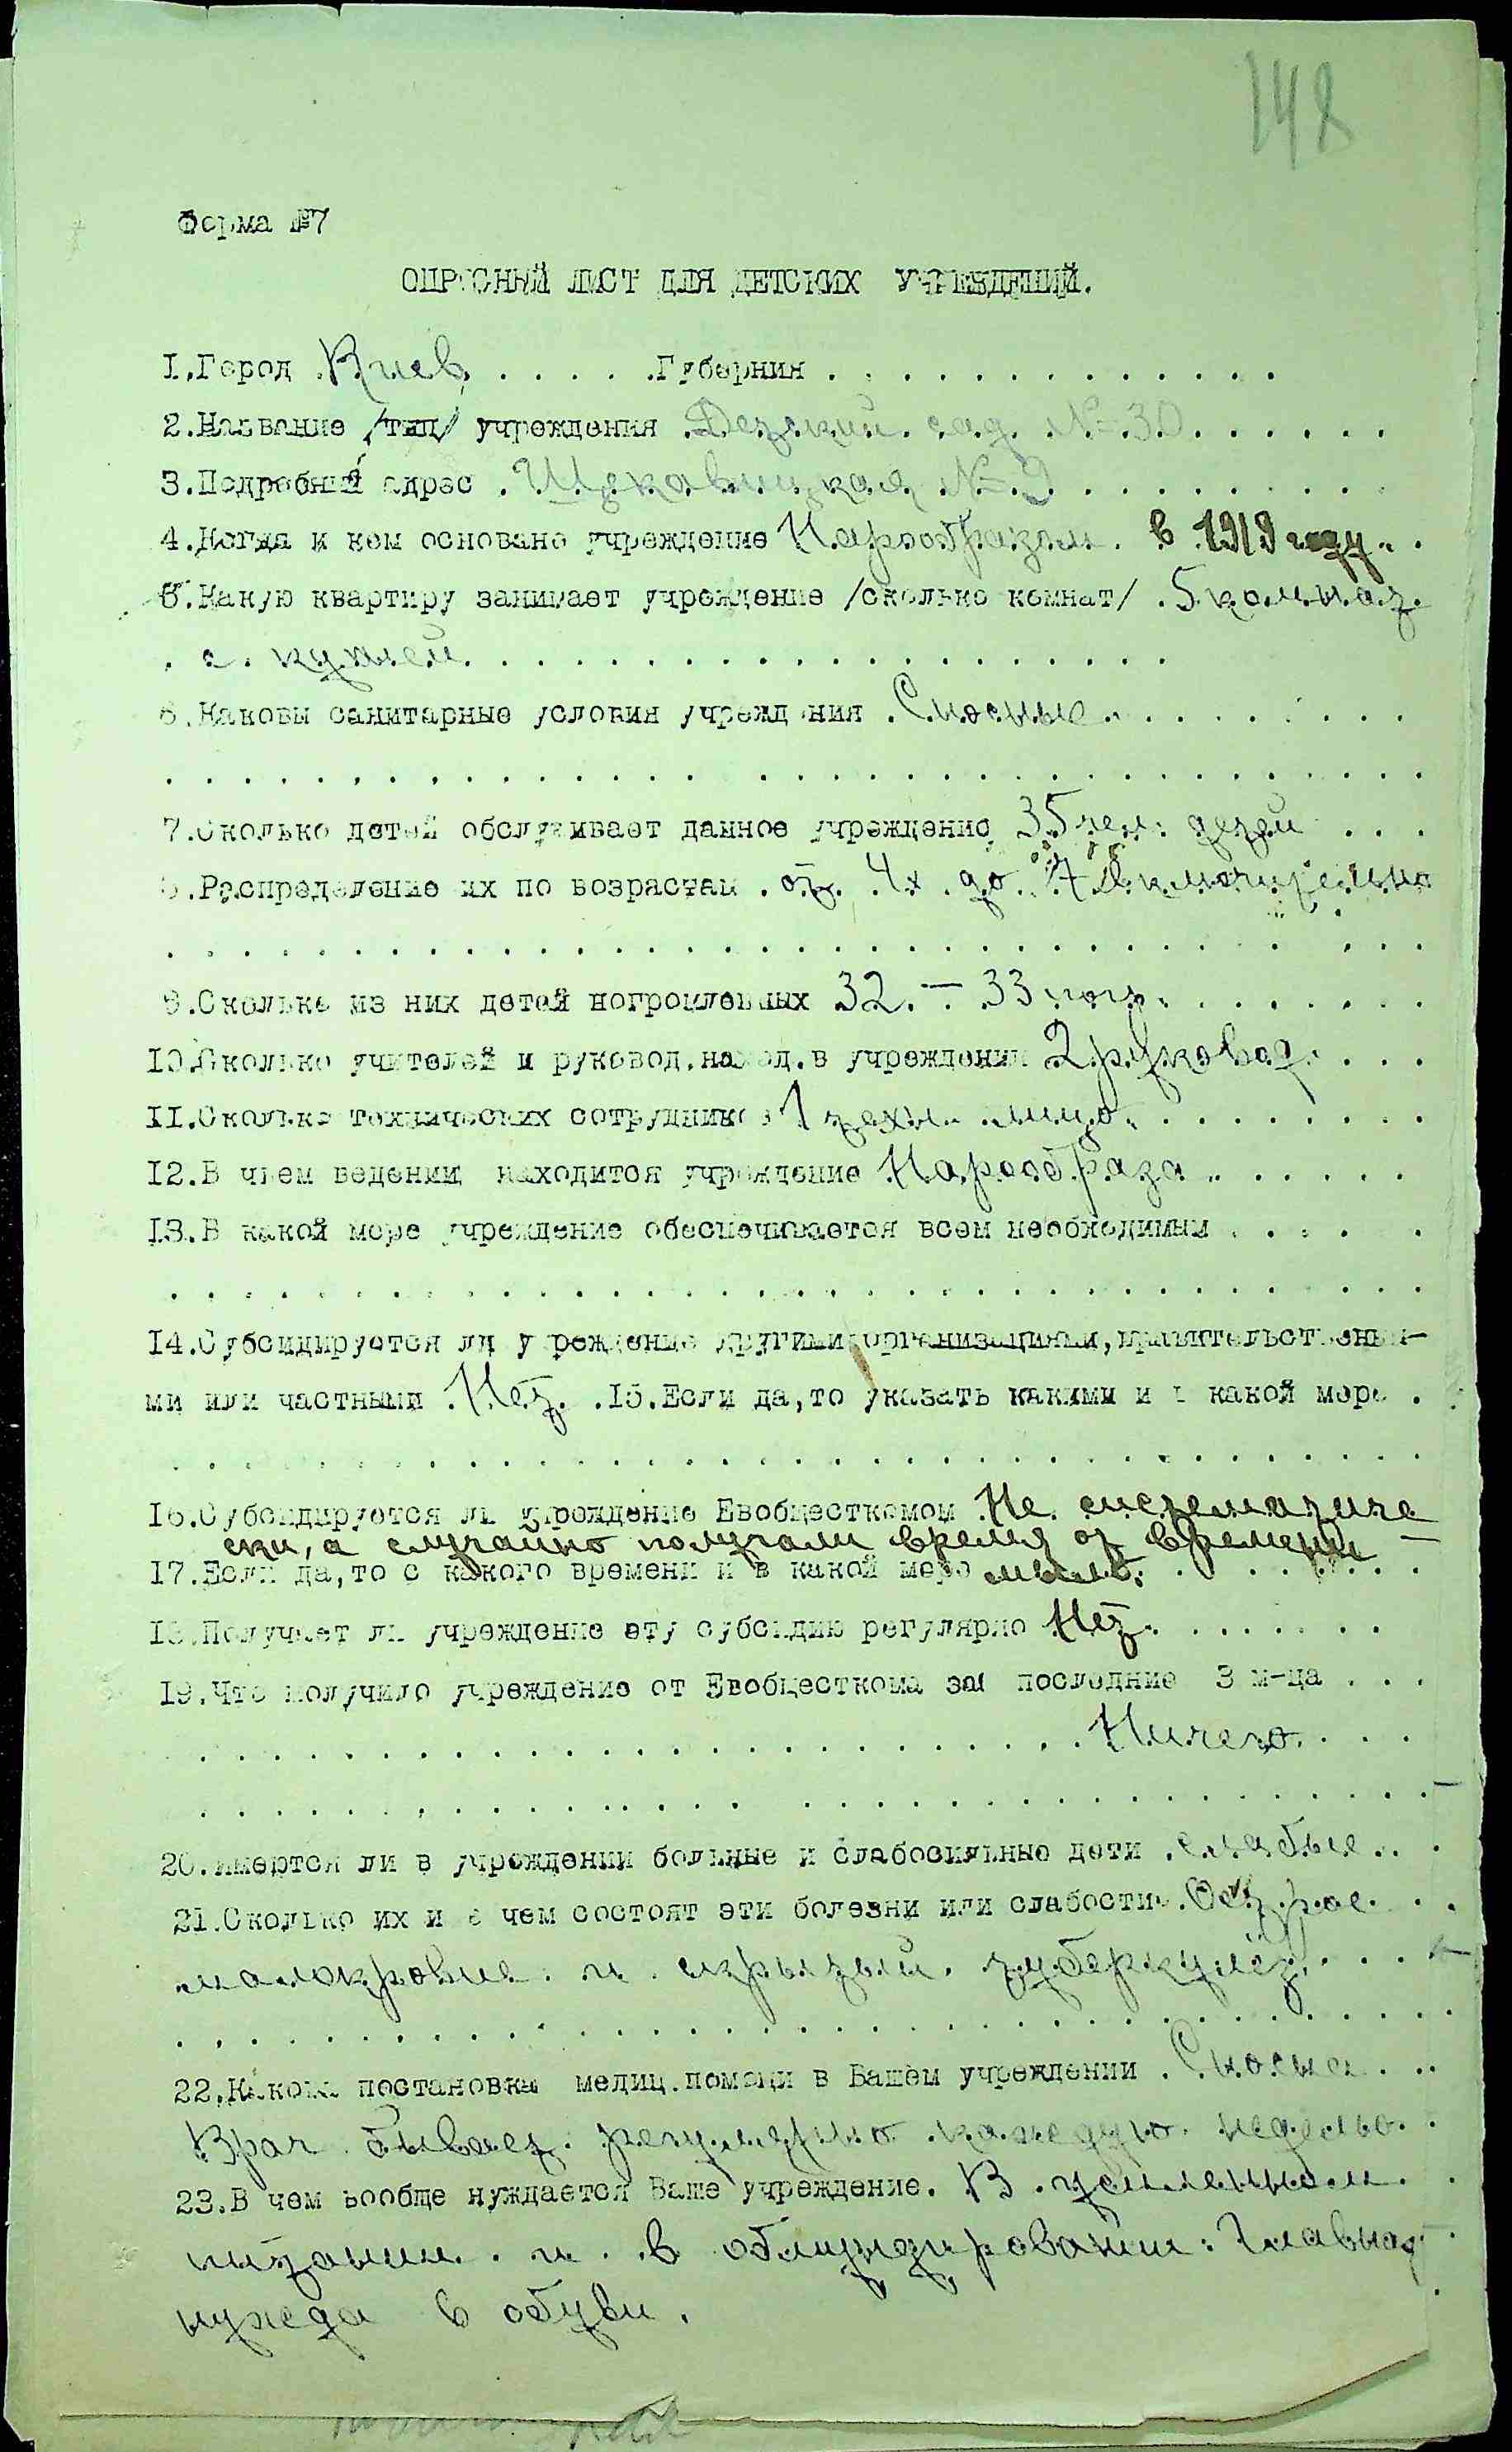 148
Форма №7
ОПРОСНЫЙ ЛИСТ ДЛЯ ДЕТСКИХ УЧРЕЖДЕНИЙ.
I.Город Киев, . . . . .Губерния . . . . . . . . . . . . .
2.Название /тип/ учреждения Детский сад №30 . . . . . .
3.Подробный адрес . Щекавицкая №9 . . . . . . . . .
4.Когда и кем основано учреждение Наробразом в 1919 году. .
5.Какую квартиру занимает учреждение /сколько комнат/ .5 комнат
. с кухней. . . . . . . . . . . . . . . . . . . .
6.Каковы санитарные условия учреждения .Сносные. . . . . . . . .
7.Сколько детей обслуживает данное учреждение 35 чел. детей . . .
8.Распределение их по возрастам . от 4х до 7 включительно
9.Сколько из них детей погромленных 32 - 33 . . . . . . . .
10.Сколько учителей и руковод.наход.в учреждении 2 руковод. . . .
II.Сколько технических сотрудников 1 техн. лицо. . . . . . . . .
12.В чьем ведении находится учреждение Наробраза . . . . . .
13.В какой мере учреждение обеспечивается всем необходимым . . . . .
14.Субсидируется ли учреждение другими организациями, правительственны-
ми или частными .Нет. .15.Если да,то указать какими и в какой мере . .
16.Субсидируется ли учреждение Евобщесткомом Не систематиче
ски, а случайно получали время от времени -
17.Если да,то с какого времени и в какой мере мыло. . . . . . . .
18.Получает ли учреждение эту субсидию регулярно Нет. . . . . . .
19.Что получило учреждение от Евобщесткома за последние 3 м-ца . . .
. . . . . . . . . . . . . . . . . . . . . . . . Ничего. . . .
20.Имеются ли в учреждении больные и слабосильные дети . слабые . . .
21.Сколько их и в чем состоят эти болезни или слабости. Острое . .
малокровие и скрытый туберкулёз. . . . .
22.Какова постановка медиц.помощи в Вашем учреждении . Сносна . . .
Врач бывает регулярно каждую неделю. .
23.В чем вообще нуждается Ваше учреждение. В усиленном .
питании и в обмундировании. Главная
нужда в обуви.